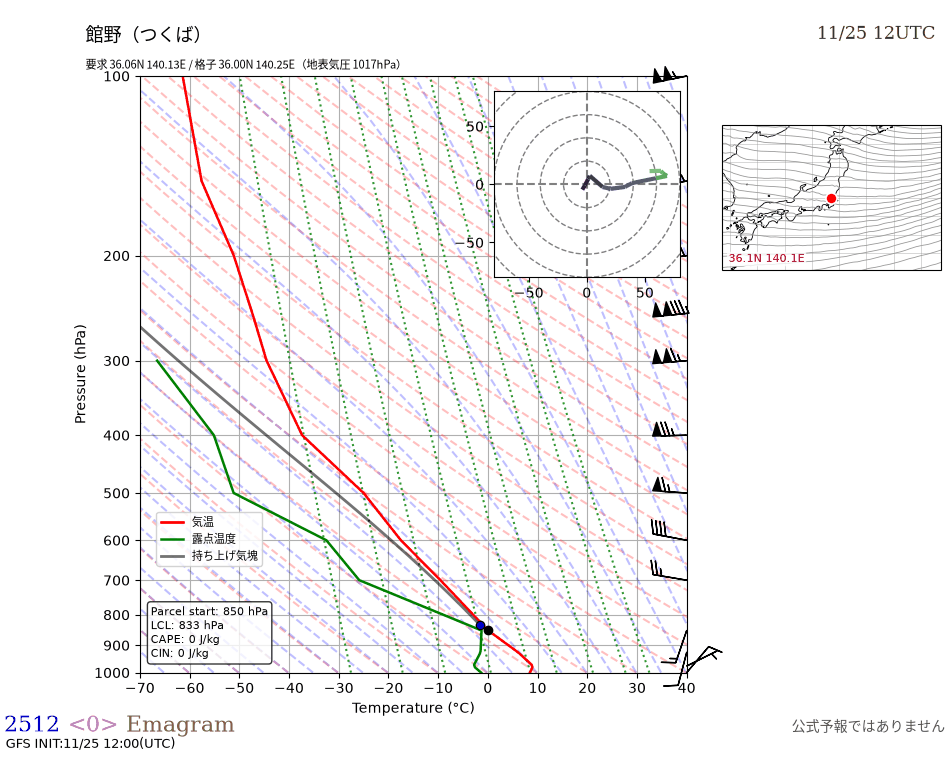 館野（つくば）
11/25 12UTC
要求 36.06N 140.13E / 格子 36.00N 140.25E（地表気圧 1017hPa）
100
200
300
400
500
600
700
800
900
1000
Pressure (hPa)
50
0
−50
−50 0 50
36.1N 140.1E
気温
露点温度
持ち上げ気塊
Parcel start: 850 hPa
LCL: 833 hPa
CAPE: 0 J/kg
CIN: 0 J/kg
−70 −60 −50 −40 −30 −20 −10 0 10 20 30 40
Temperature (°C)
2512 <0> Emagram
公式予報ではありません
GFS INIT:11/25 12:00(UTC)